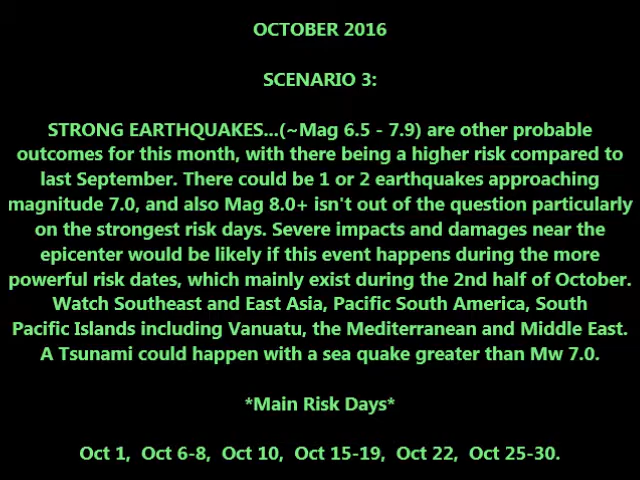 OCTOBER 2016
SCENARIO 3:
STRONG EARTHQUAKES...(~Mag 6.5 - 7.9) are other probable
outcomes for this month, with there being a higher risk compared to
last September. There could be 1 or 2 earthquakes approaching
magnitude 7.0, and also Mag 8.0+ isn't out of the question particularly
on the strongest risk days. Severe impacts and damages near the
epicenter would be likely if this event happens during the more
powerful risk dates, which mainly exist during the 2nd half of October.
Watch Southeast and East Asia, Pacific South America, South
Pacific Islands including Vanuatu, the Mediterranean and Middle East.
A Tsunami could happen with a sea quake greater than Mw 7.0.
*Main Risk Days*
Oct 1, Oct 6-8, Oct 10, Oct 15-19, Oct 22, Oct 25-30.